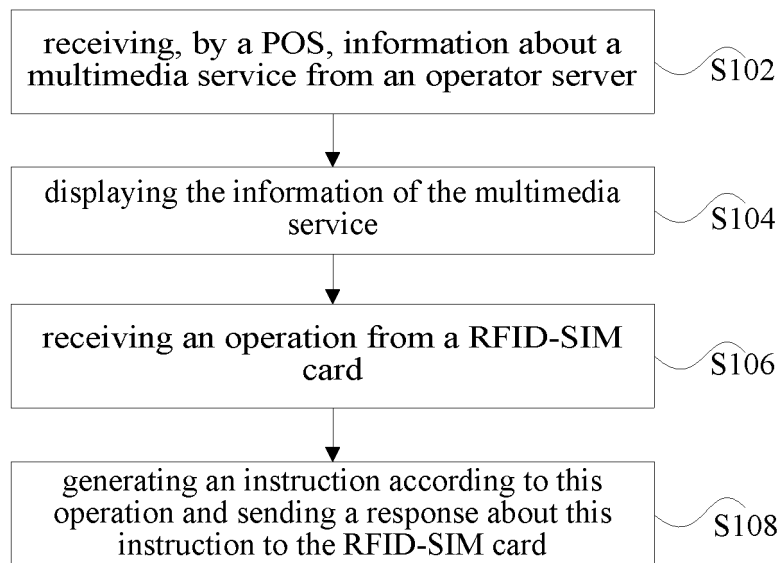 receiving, by a POS, information about a
multimedia service from an operator server
S102
displaying the information of the multimedia
service
S104
receiving an operation from a RFID-SIM
card
S106
generating an instruction according to this
operation and sending a response about this
instruction to the RFID-SIM card
S108